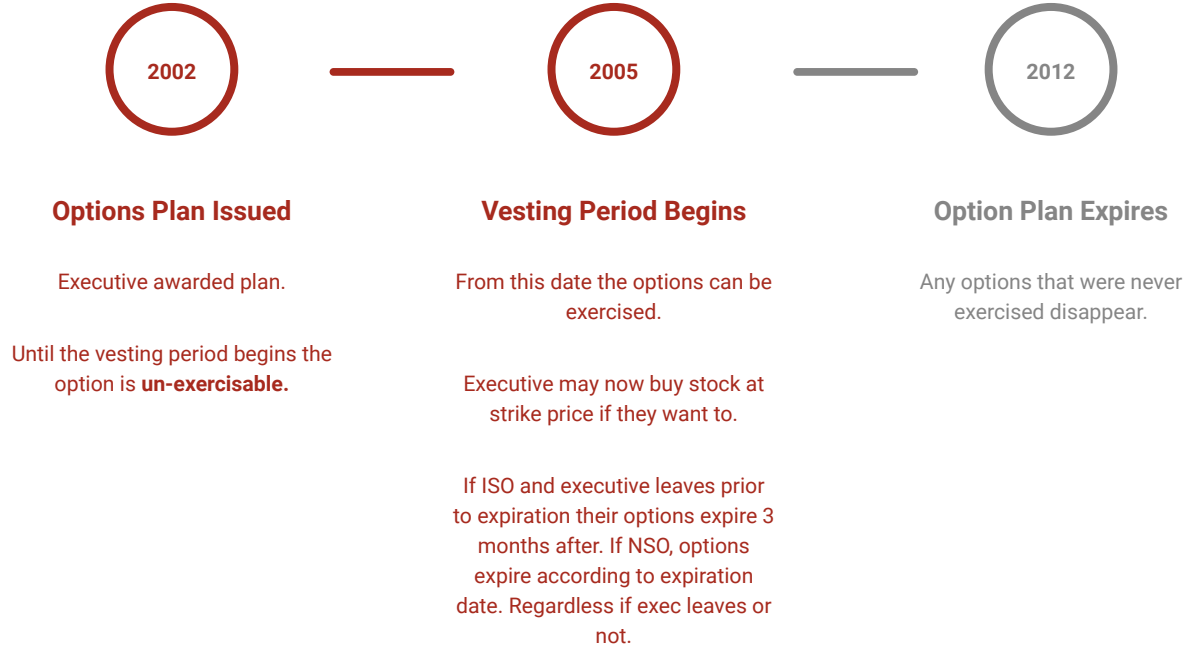 2002
2005
2012
Options Plan Issued
Executive awarded plan.
Until the vesting period begins the
option is un-exercisable.
Vesting Period Begins
From this date the options can be
exercised.
Executive may now buy stock at
strike price if they want to.
If ISO and executive leaves prior
to expiration their options expire 3
months after. If NSO, options
expire according to expiration
date. Regardless if exec leaves or
not.
Option Plan Expires
Any options that were never
exercised disappear.